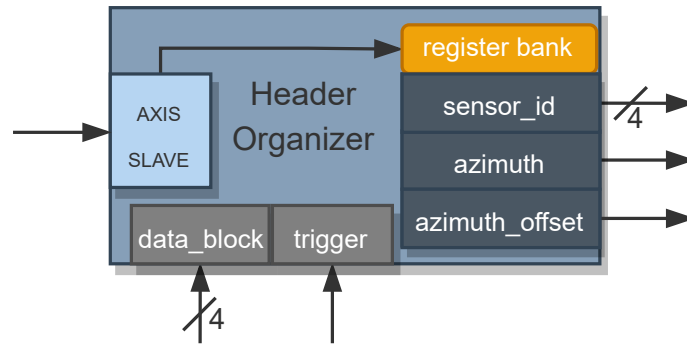 register bank
Header
Organizer
AXIS
SLAVE
sensor_id
4
azimuth
azimuth_offset
data_block
trigger
4